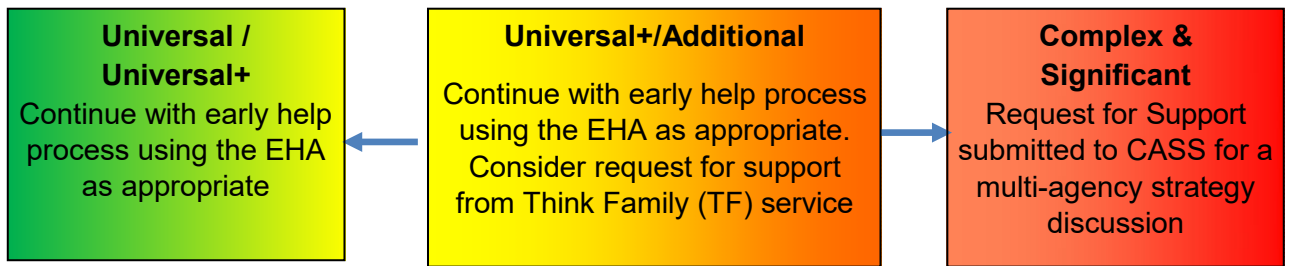 Universal /
Universal+
Continue with early help
process using the EHA
as appropriate
Universal+/Additional
Continue with early help process
using the EHA as appropriate.
Consider request for support
from Think Family (TF) service
Complex &
Significant
Request for Support
submitted to CASS for a
multi-agency strategy
discussion